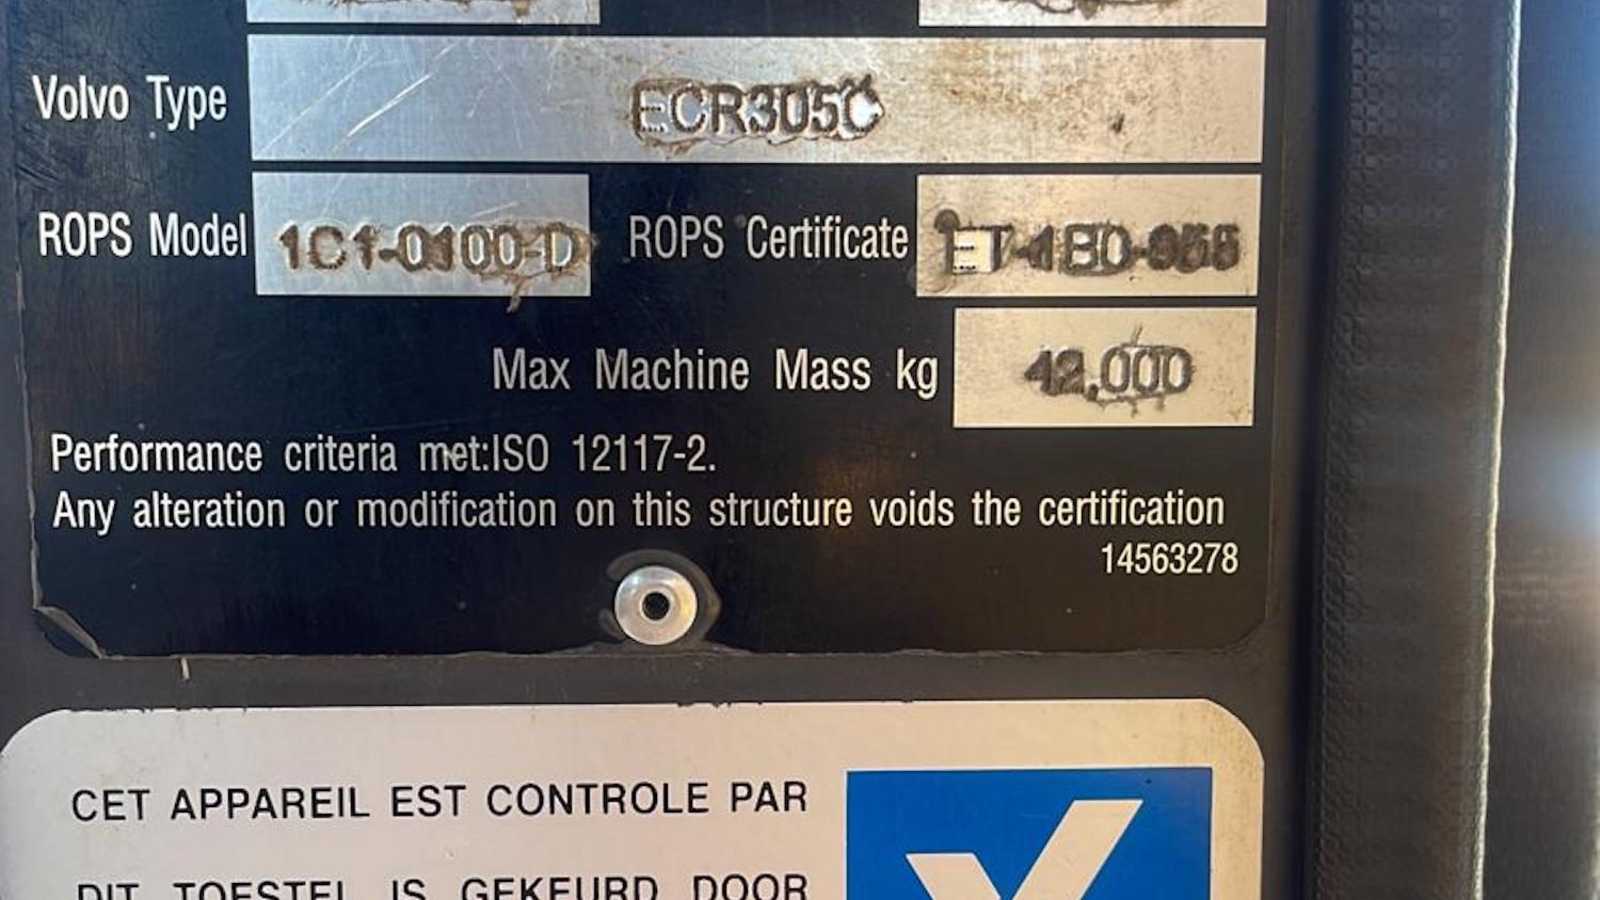 Volvo Type ECR305C
ROPS Model 1C1-0100-D ROPS Certificate ET-1BD-055
Max Machine Mass kg 42,000
Performance criteria met:ISO 12117-2.
Any alteration or modification on this structure voids the certification
14563278
CET APPAREIL EST CONTROLE PAR
DIT TOESTEL IS GEKEURD DOOR